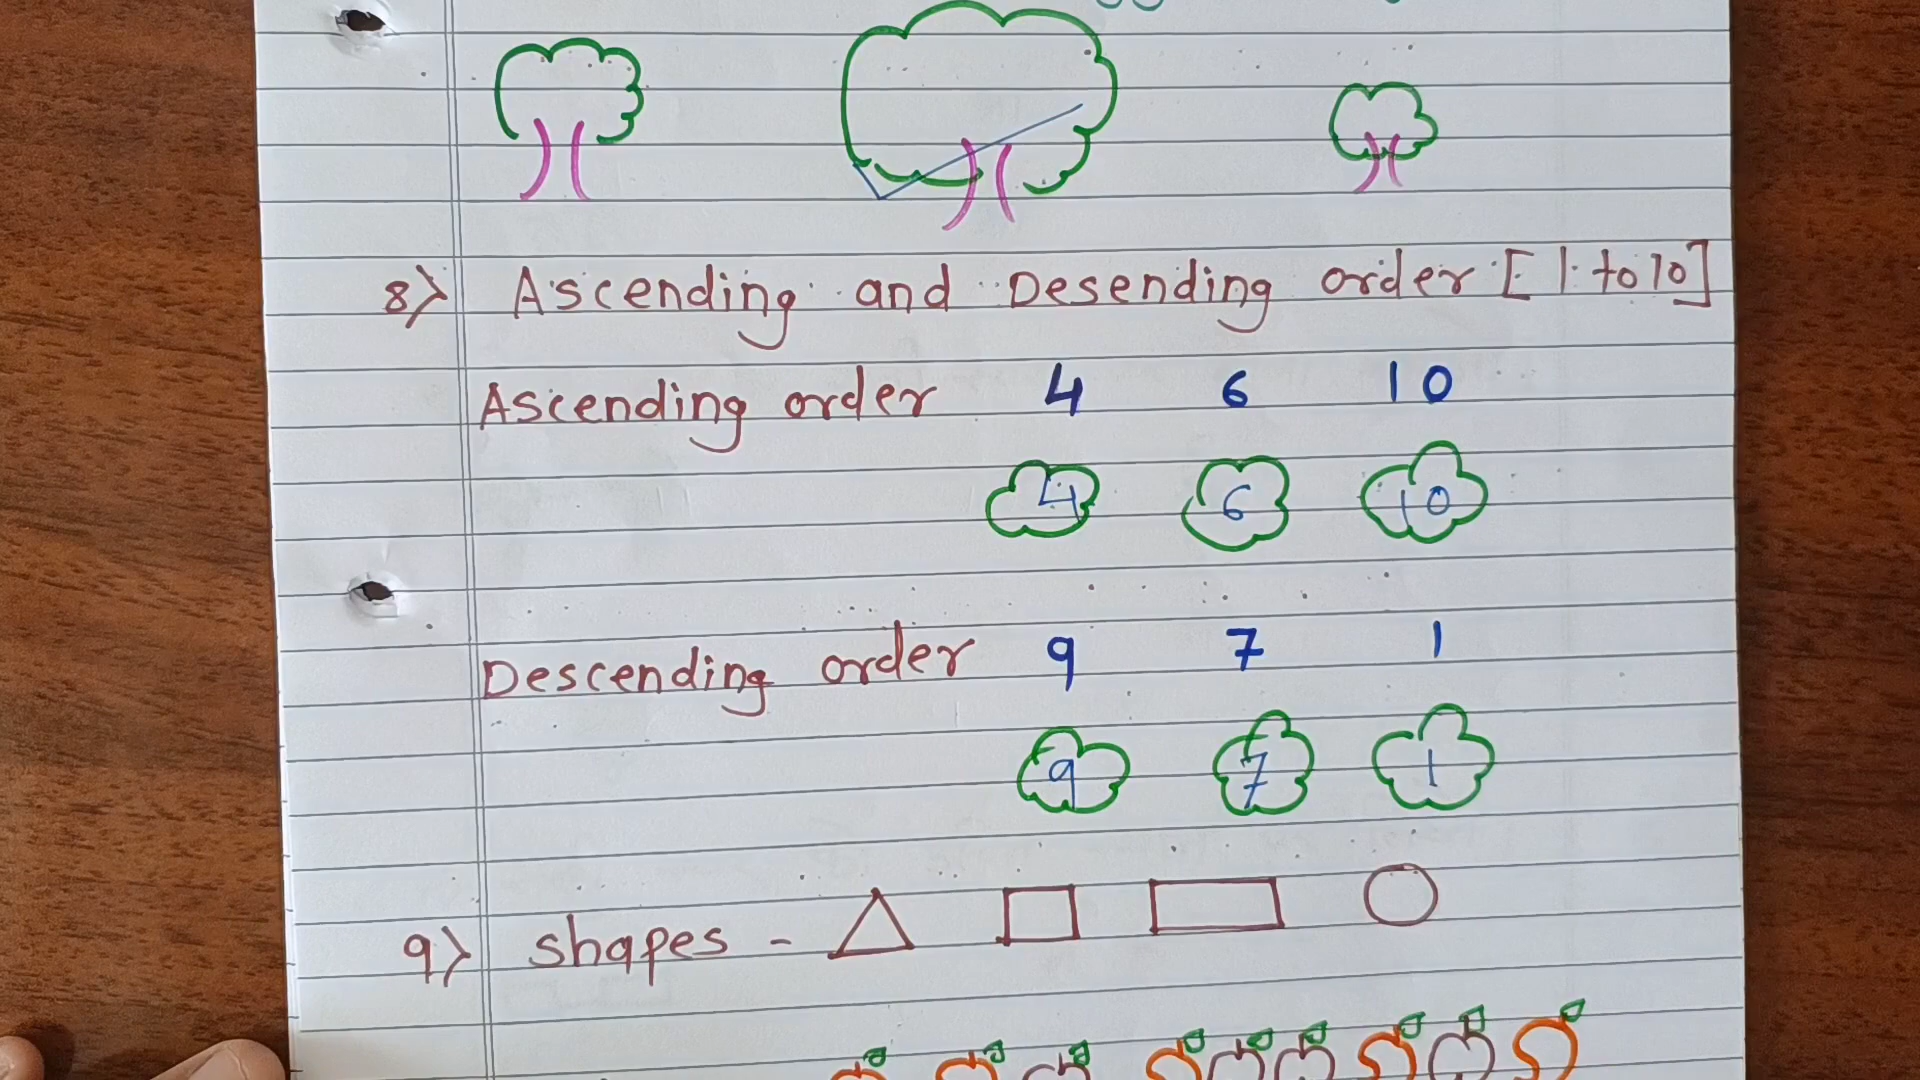 8) Ascending and Desending order [1 to 10]
Ascending order 4 6 10
4 6 10
Descending order 9 7 1
9 7 1
9) shapes -